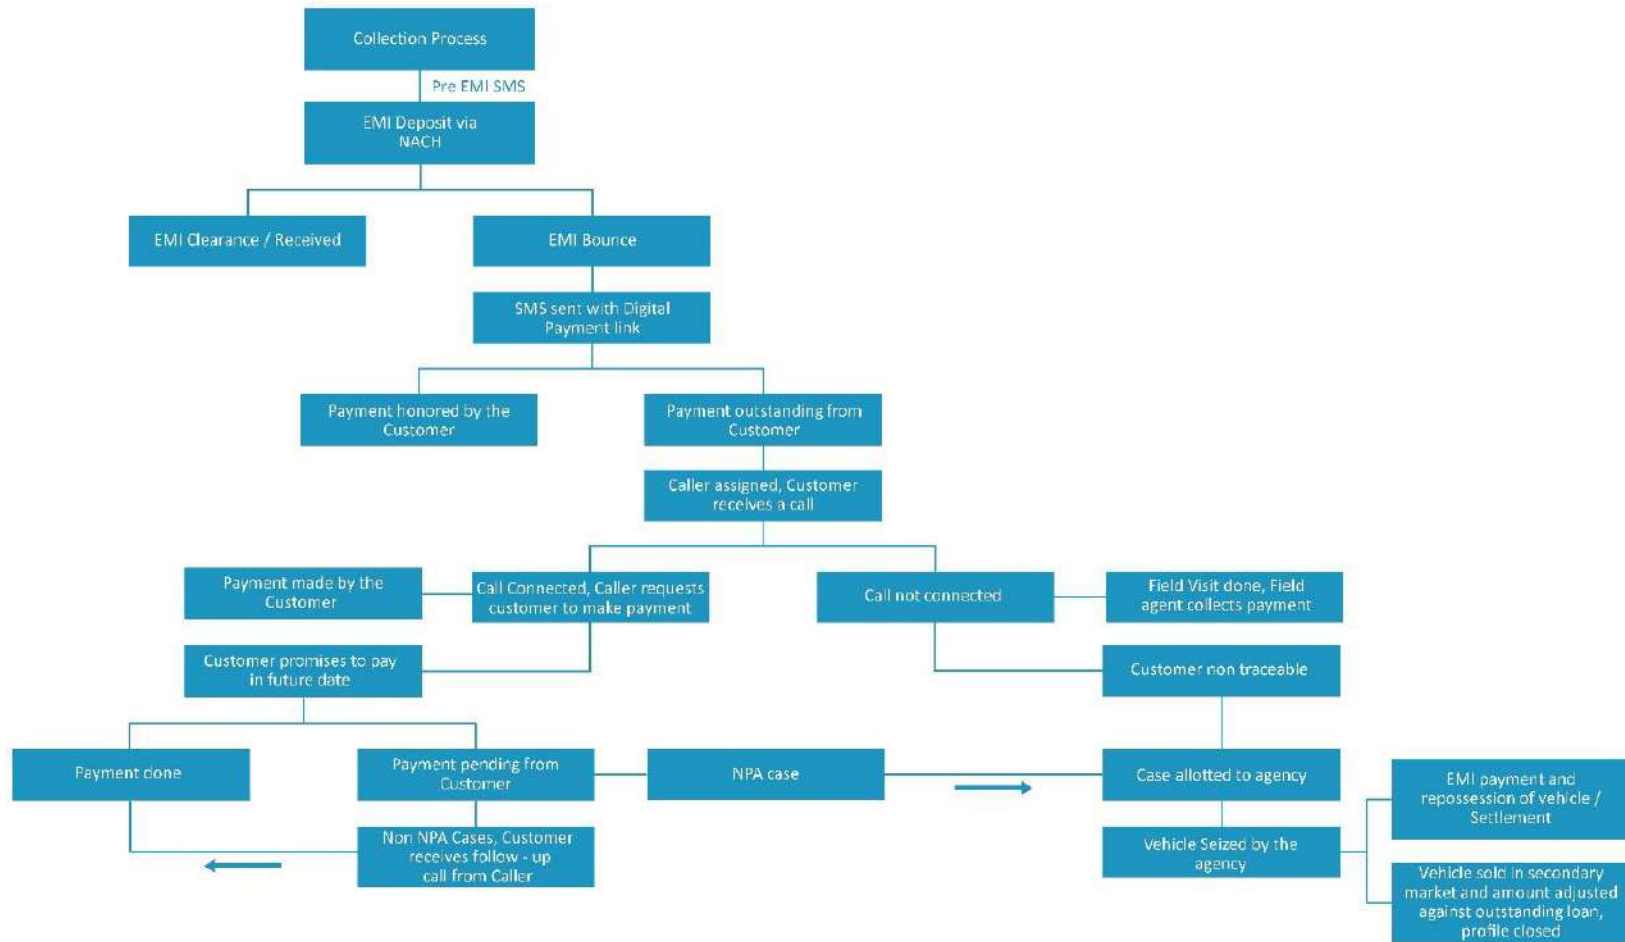 Collection Process
Pre EMI SMS
EMI Deposit via
NACH
EMI Clearance / Received
EMI Bounce
SMS sent with Digital
Payment link
Payment honored by the
Customer
Payment outstanding from
Customer
Caller assigned, Customer
receives a call
Payment made by the
Customer
Call Connected, Caller requests
customer to make payment
Call not connected
Field Visit done, Field
agent collects payment
Customer promises to pay
in future date
Customer non traceable
Payment done
Payment pending from
Customer
NPA case
Case allotted to agency
EMI payment and
repossession of vehicle /
Settlement
Non NPA Cases, Customer
receives follow - up
call from Caller
Vehicle Seized by the
agency
Vehicle sold in secondary
market and amount adjusted
against outstanding loan,
profile closed